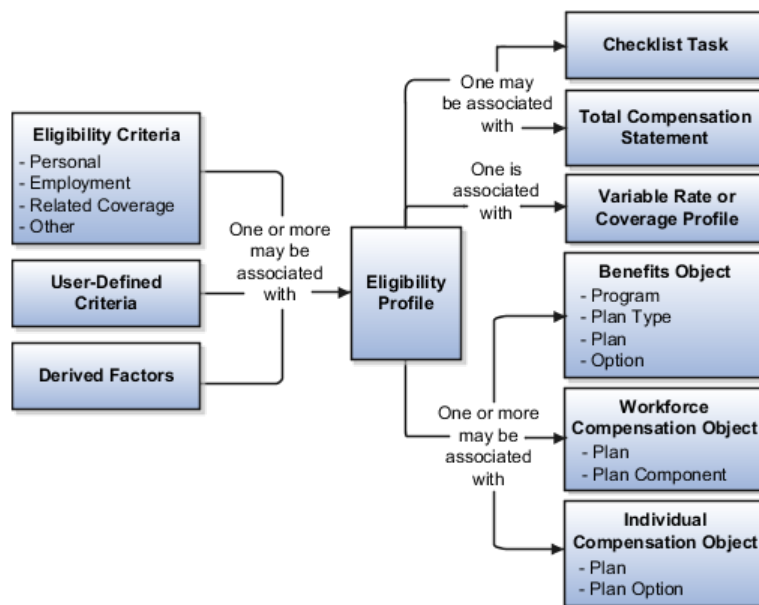 Eligibility Criteria
- Personal
- Employment
- Related Coverage
- Other
User-Defined
Criteria
Derived Factors
One or more
may be
associated
with
Eligibility
Profile
One may
be associated
with
Checklist Task
Total Compensation
Statement
One is
associated
with
Variable Rate or
Coverage Profile
One or more
may be
associated
with
Benefits Object
- Program
- Plan Type
- Plan
- Option
Workforce
Compensation Object
- Plan
- Plan Component
Individual
Compensation Object
- Plan
- Plan Option